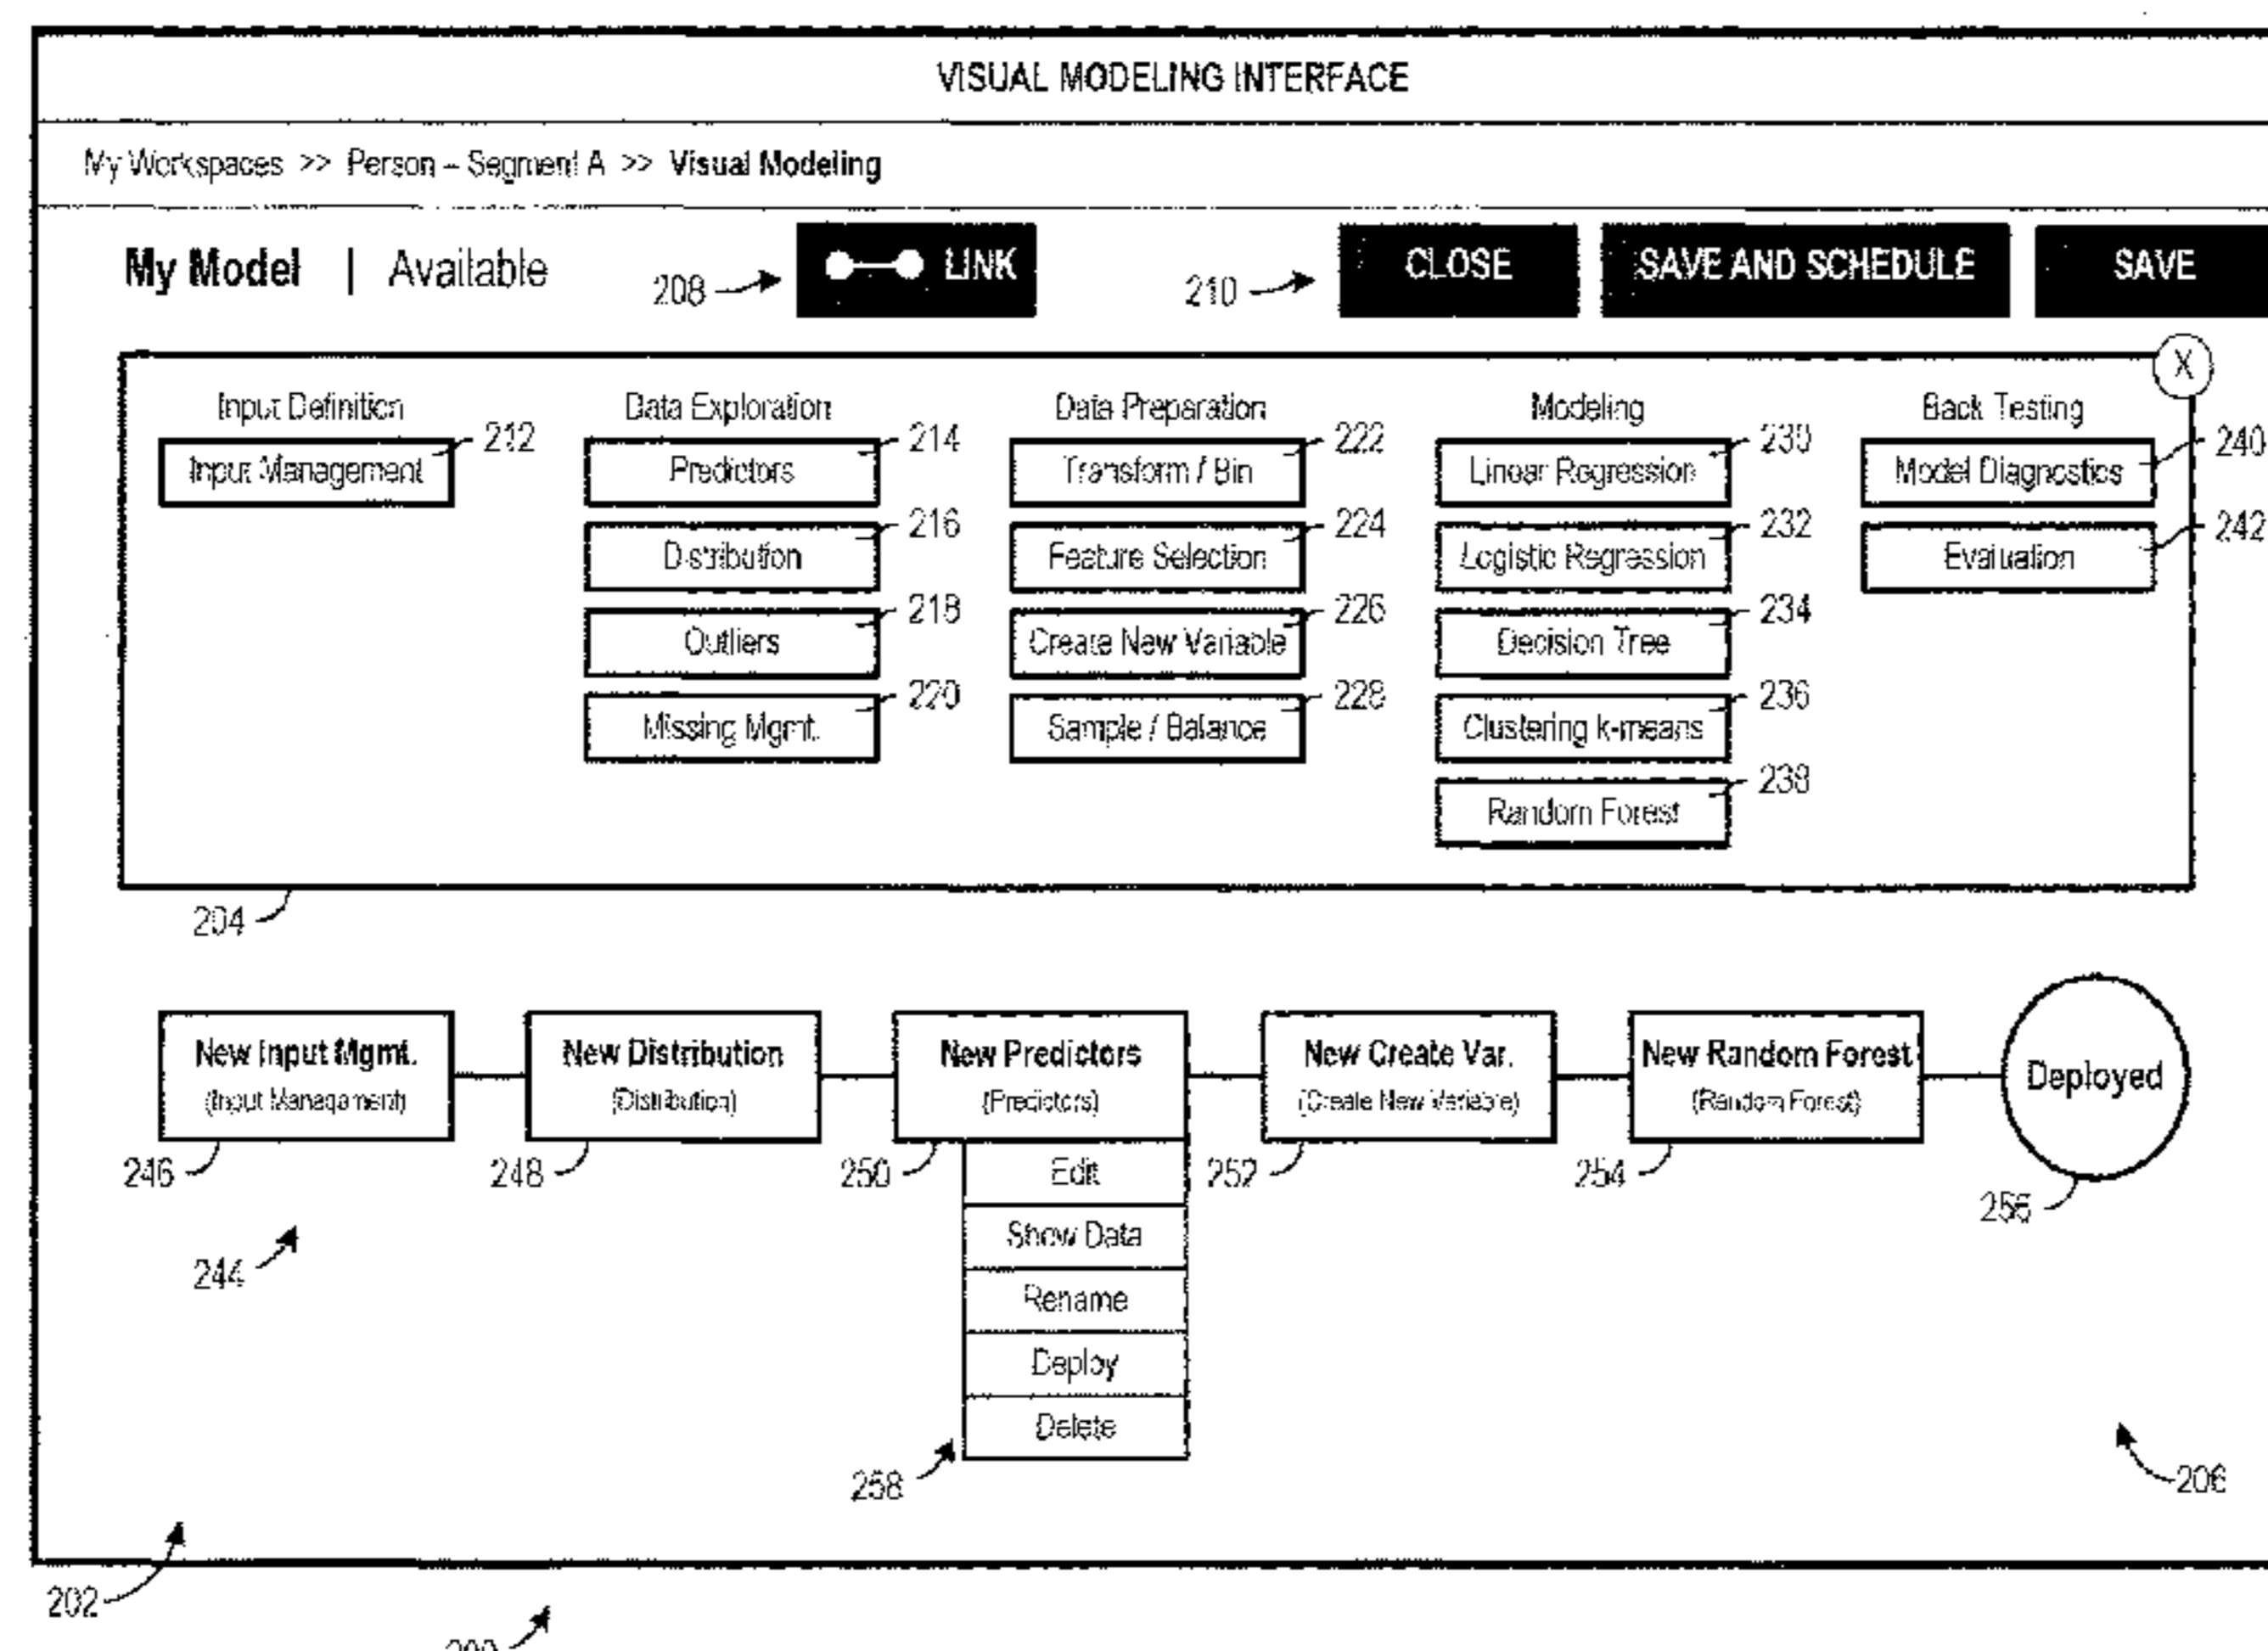 VISUAL MODELING INTERFACE
My Workspaces >> Person – Segment A >> Visual Modeling
My Model | Available
208
LINK
210
CLOSE
SAVE AND SCHEDULE
SAVE
X
Input Definition
Data Exploration
Data Preparation
Modeling
Back Testing
Input Management
212
Predictors
214
Transform / Bin
222
Linear Regression
230
Model Diagnostics
240
Distribution
216
Feature Selection
224
Logistic Regression
232
Evaluation
242
Outliers
218
Create New Variable
226
Decision Tree
234
Missing Mgmt.
220
Sample / Balance
228
Clustering k-means
236
Random Forest
238
204
New Input Mgmt.
(Input Management)
New Distribution
(Distribution)
New Predictors
(Predictors)
New Create Var.
(Create New Variable)
New Random Forest
(Random Forest)
Deployed
246
248
250
252
254
256
244
Edit
Show Data
Rename
Deploy
Delete
258
206
202